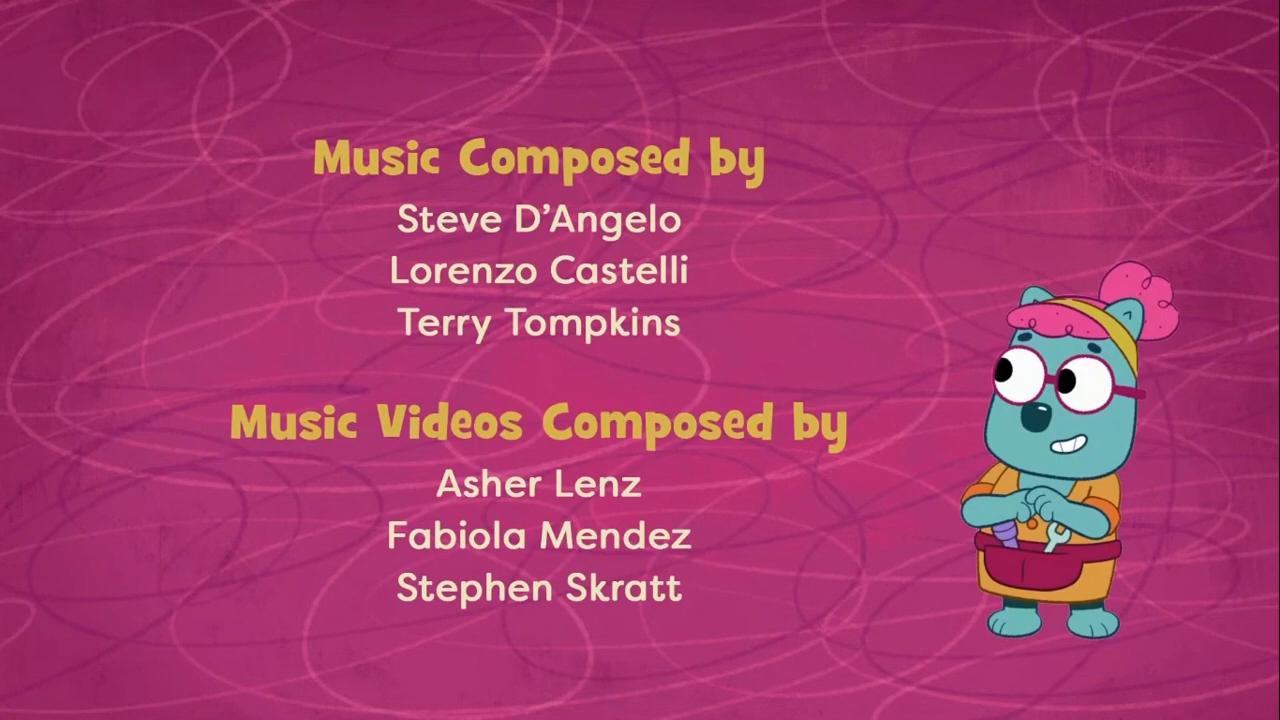 Music Composed by
Steve D’Angelo
Lorenzo Castelli
Terry Tompkins
Music Videos Composed by
Asher Lenz
Fabiola Mendez
Stephen Skratt